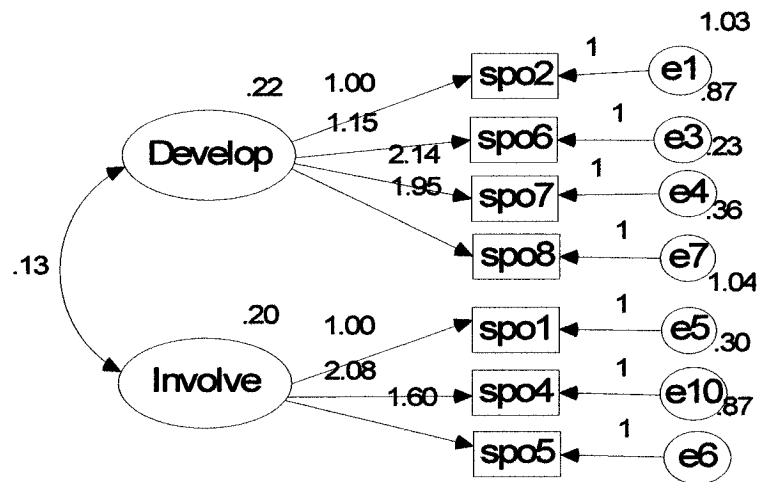 1.03
.22 1.00 spo2 1 e1
.87
1.15
Develop 2.14 spo6 1 e3
.23
1.95 spo7 1 e4
.36
spo8 1 e7
.13
1.04
.20 1.00 spo1 1 e5
.30
Involve 2.08 spo4 1 e10
1.60
.87
spo5 1 e6